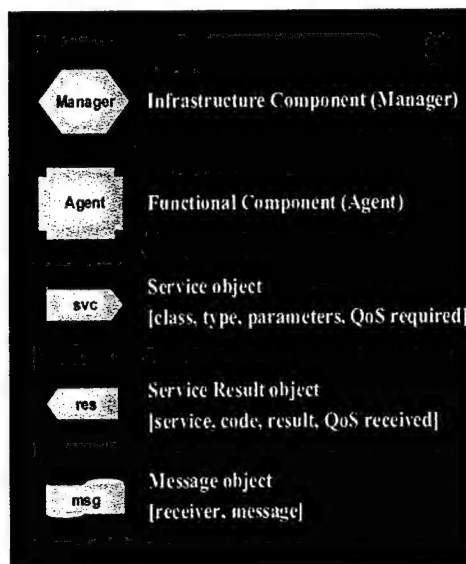 Manager
Infrastructure Component (Manager)
Agent
Functional Component (Agent)
svc
Service object
[class, type, parameters, QoS required]
res
Service Result object
[service, code, result, QoS received]
msg
Message object
[receiver, message]